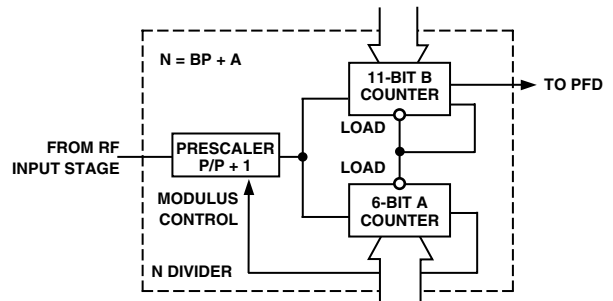 N = BP + A
11-BIT B
COUNTER
TO PFD
LOAD
FROM RF
INPUT STAGE
PRESCALER
P/P + 1
LOAD
MODULUS
CONTROL
6-BIT A
COUNTER
N DIVIDER